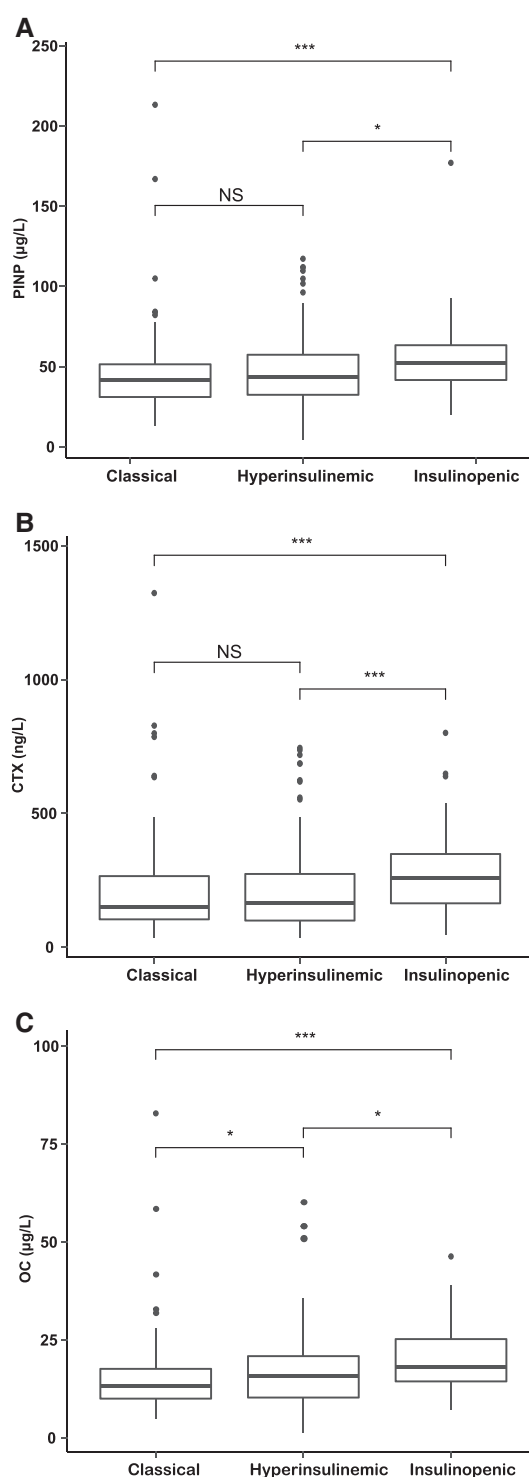 A
250
***
200
*
150
NS
PINP (µg/L)
100
50
0
Classical Hyperinsulinemic Insulinopenic
B
1500
***
NS
1000
***
CTX (ng/L)
500
0
Classical Hyperinsulinemic Insulinopenic
C
100
***
*
75
*
50
OC (µg/L)
25
0
Classical Hyperinsulinemic Insulinopenic